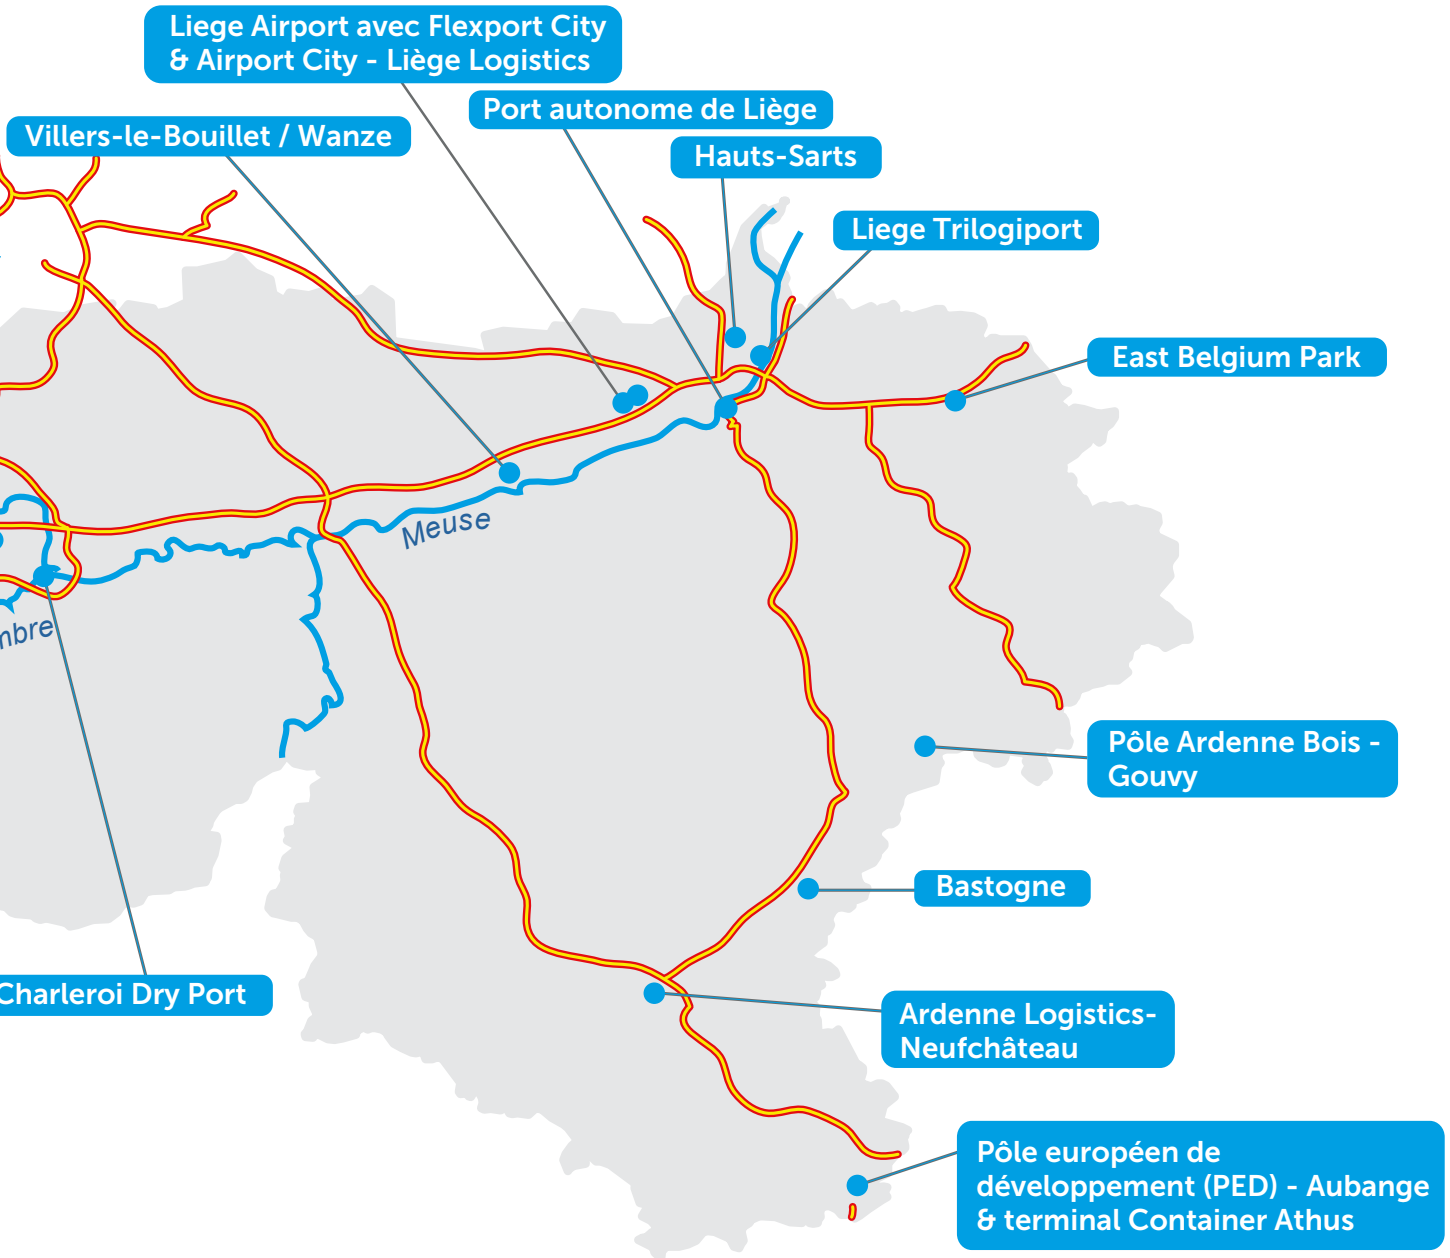 Liege Airport avec Flexport City
& Airport City - Liège Logistics
Port autonome de Liège
Villers-le-Bouillet / Wanze
Hauts-Sarts
Liege Trilogiport
East Belgium Park
Meuse
mbre
Pôle Ardenne Bois -
Gouvy
Bastogne
Charleroi Dry Port
Ardenne Logistics-
Neufchâteau
Pôle européen de
développement (PED) - Aubange
& terminal Container Athus